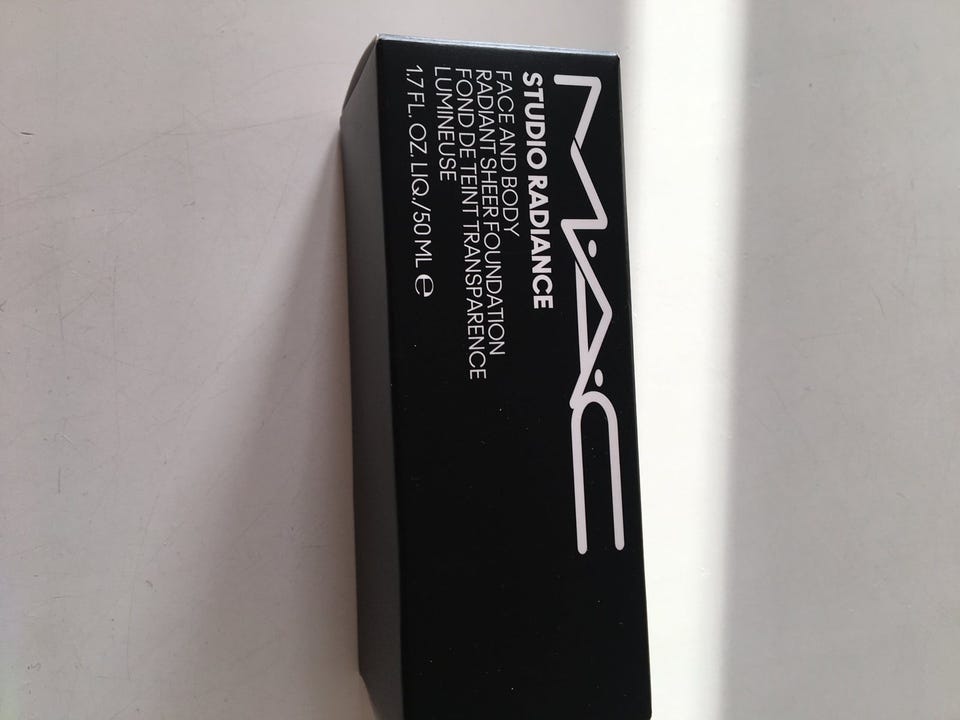 M·A·C
STUDIO RADIANCE
FACE AND BODY
RADIANT SHEER FOUNDATION
FOND DE TEINT TRANSPARENCE
LUMINEUSE
1.7 FL. OZ. LIQ./50 ML ℮